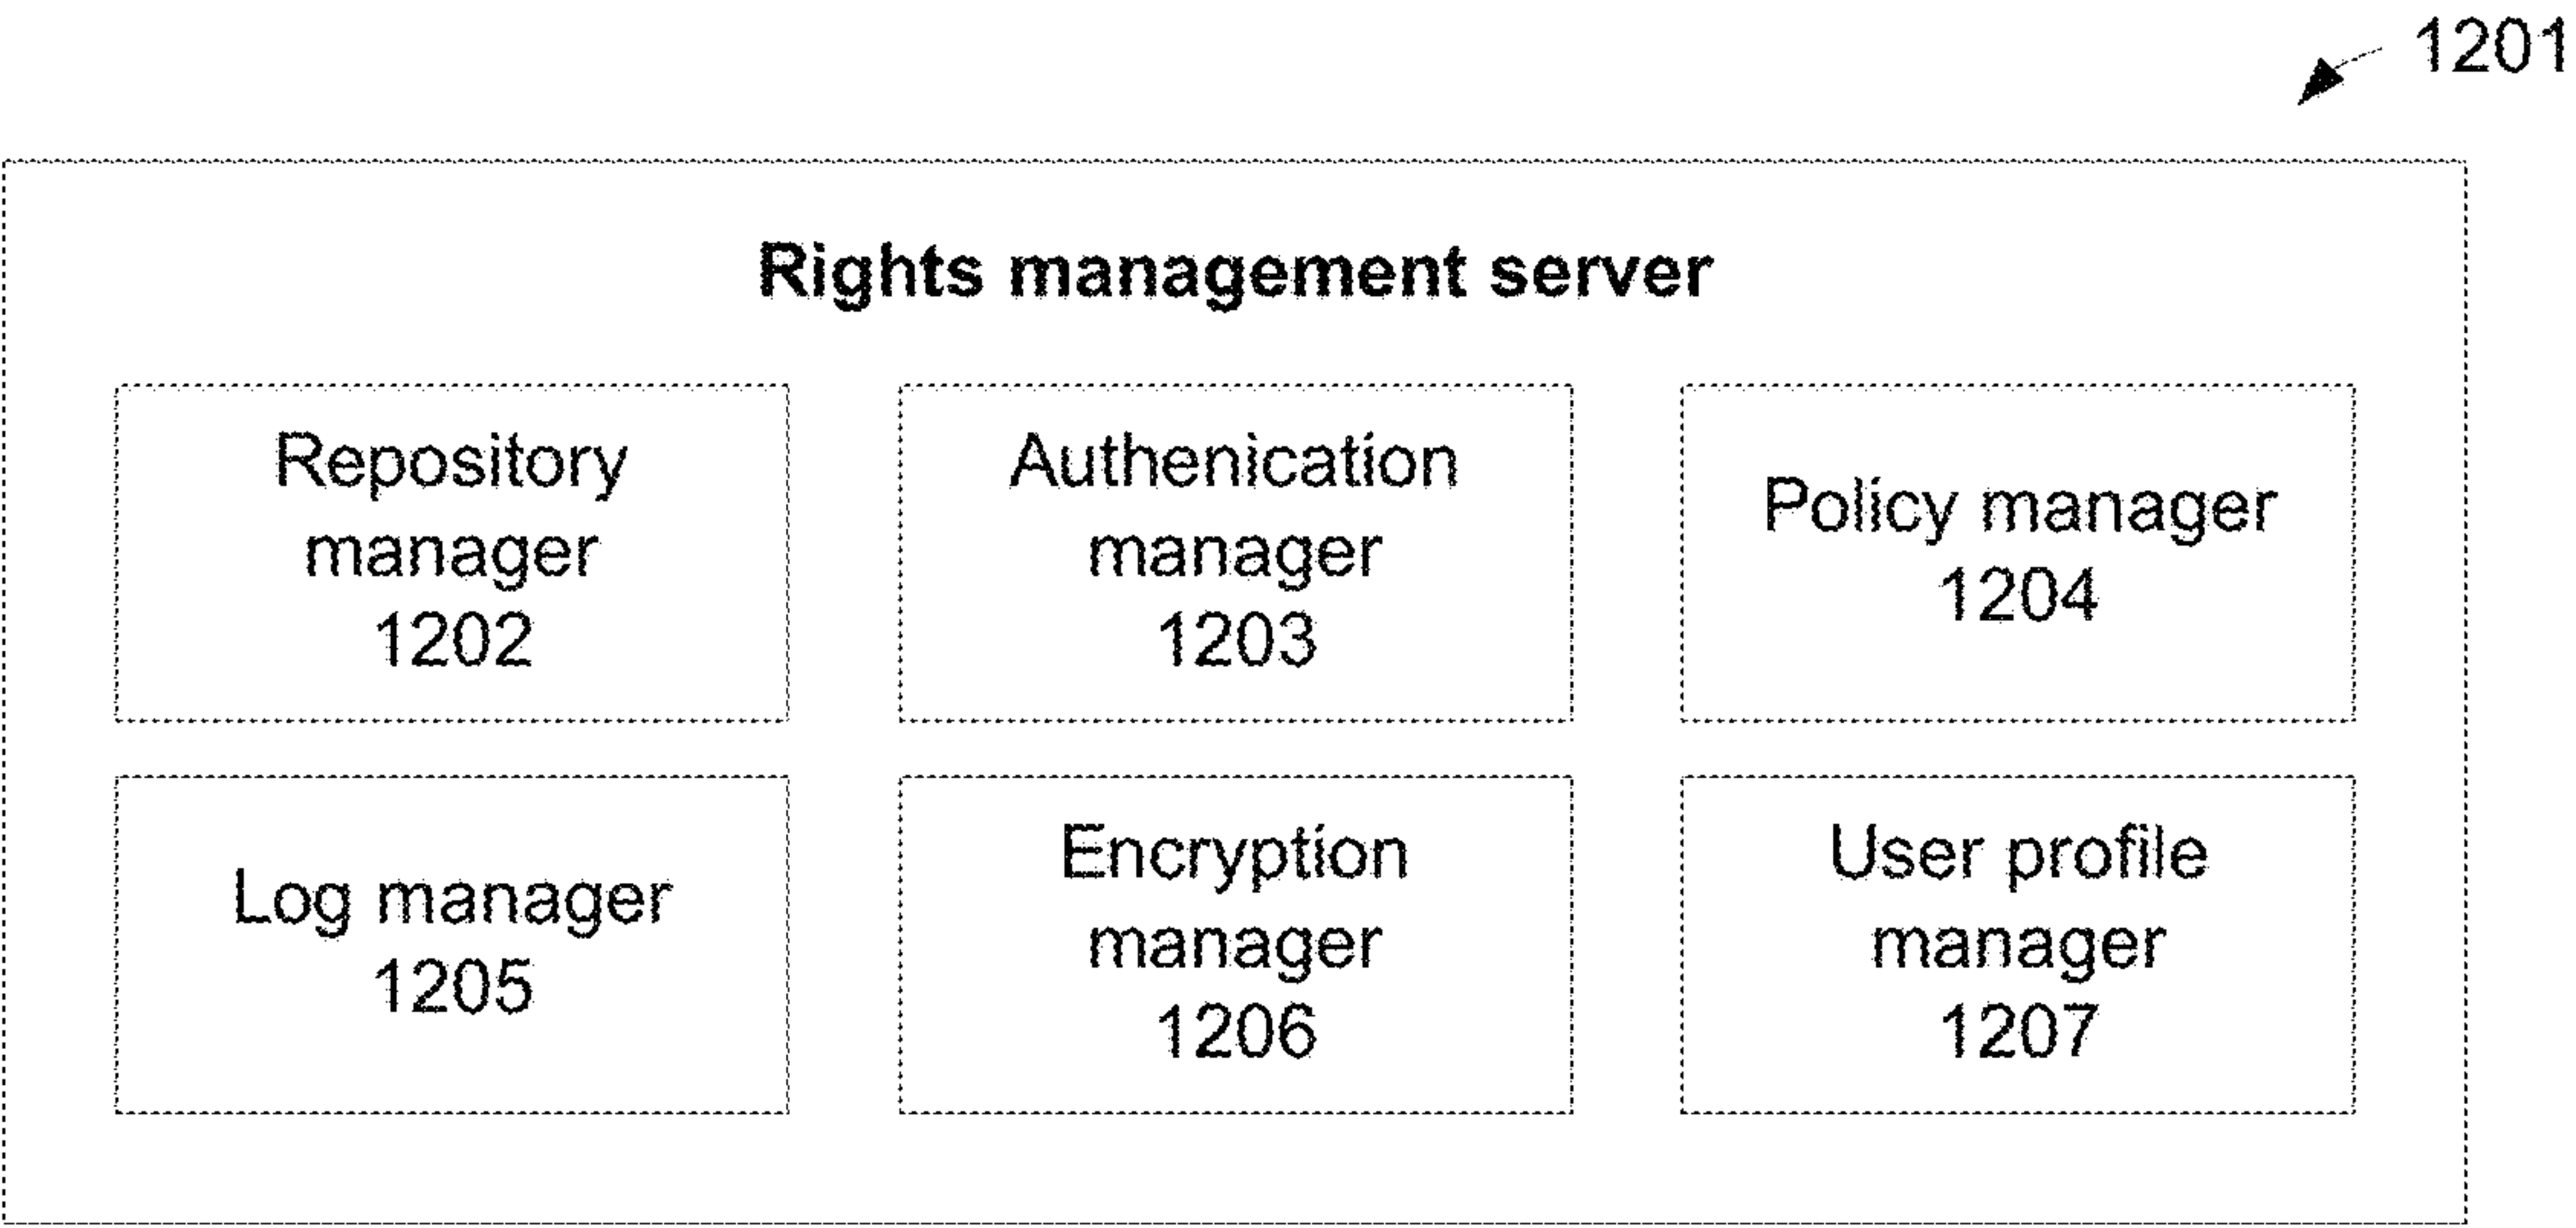 1201
Rights management server
Repository
manager
1202
Authenication
manager
1203
Policy manager
1204
Log manager
1205
Encryption
manager
1206
User profile
manager
1207